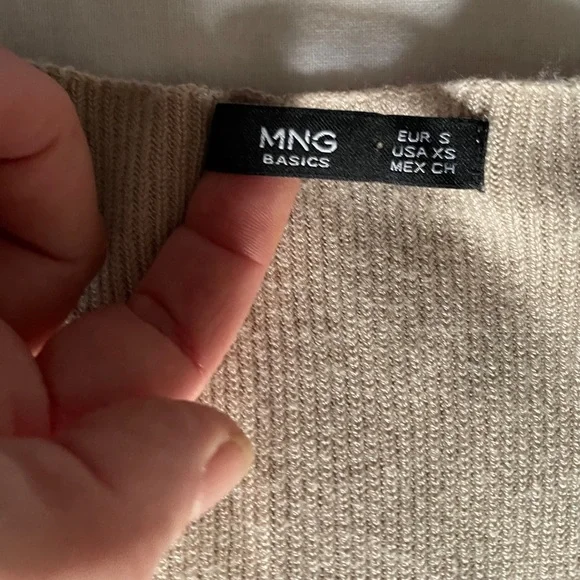 MNG
BASICS
EUR S
USA XS
MEX CH